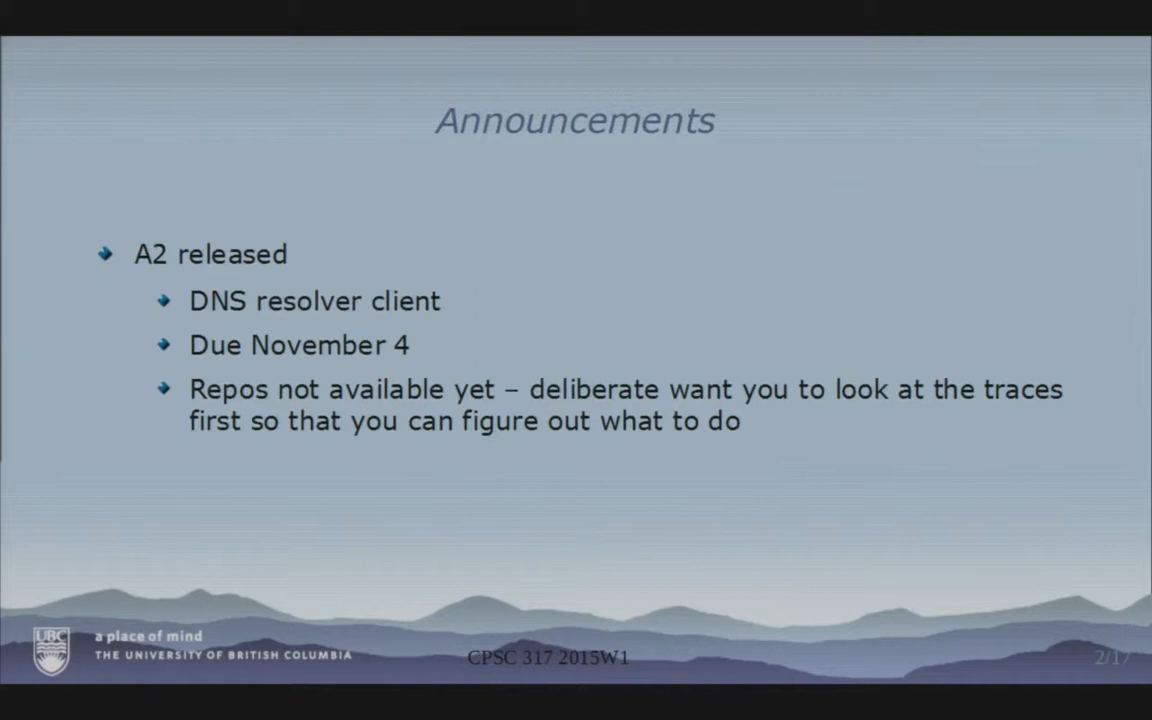 Announcements
A2 released
DNS resolver client
Due November 4
Repos not available yet – deliberate want you to look at the traces
first so that you can figure out what to do
UBC
a place of mind
THE UNIVERSITY OF BRITISH COLUMBIA
CPSC 317 2015W1
2/17